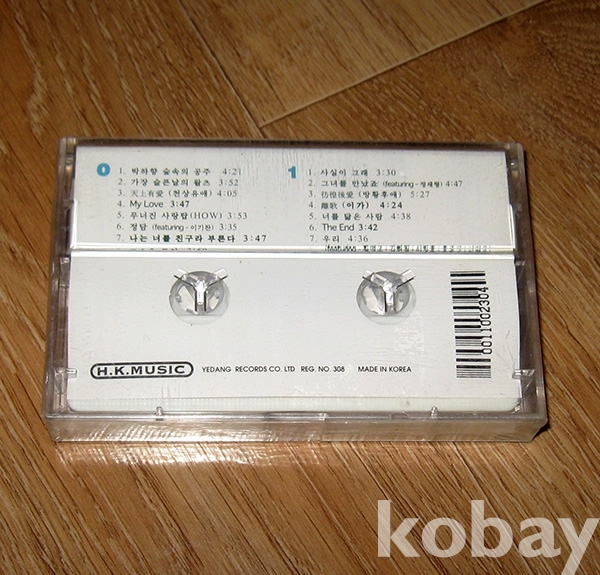 0
1. 박하향 숲속의 공주 4:21
2. 가장 슬픈날의 왈츠 3:52
3. 天上有愛 (천상유애) 4:05
4. My Love 3:47
5. 무너진 사랑탑(HOW) 3:53
6. 정답 (featuring - 이기찬) 3:35
7. 나는 너를 친구라 부른다 3:47
1
1. 사실이 그래 4:30
2. 그녀를 만났죠 (featuring - 정재형) 4:47
3. 彷徨後愛 (방황후애) 5:27
4. 離歌 (이가) 4:24
5. 너를 닮은 사람 4:38
6. The End 3:42
7. 우리 4:36
H.K.MUSIC
YEDANG RECORDS CO. LTD REG. NO. 308 MADE IN KOREA
0011002304
kobay